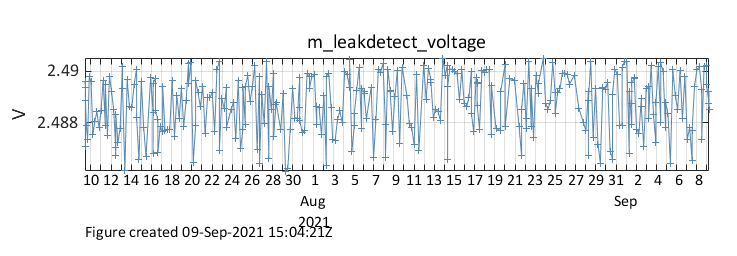 m_leakdetect_voltage
2.49
2.488
V
10 12 14 16 18 20 22 24 26 28 30 1 3 5 7 9 11 13 15 17 19 21 23 25 27 29 31 2 4 6 8
Aug Sep
2021
Figure created 09-Sep-2021 15:04:21Z